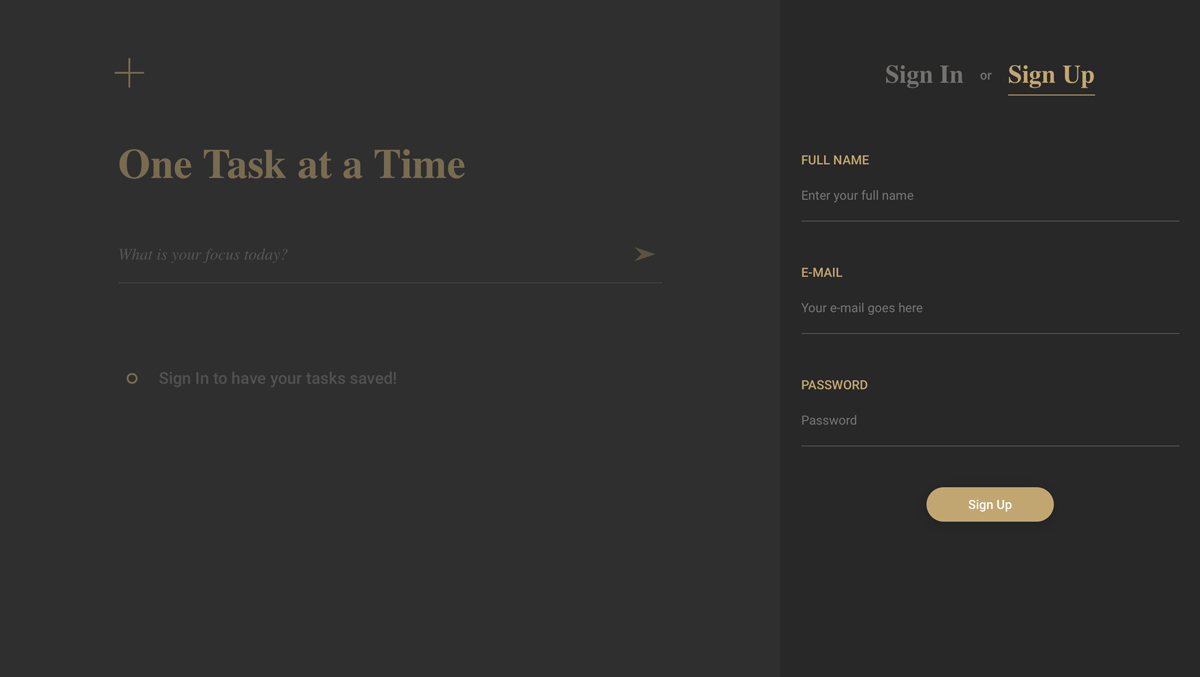 One Task at a Time
What is your focus today?
Sign In to have your tasks saved!
Sign In or Sign Up
FULL NAME
Enter your full name
E-MAIL
Your e-mail goes here
PASSWORD
Password
Sign Up